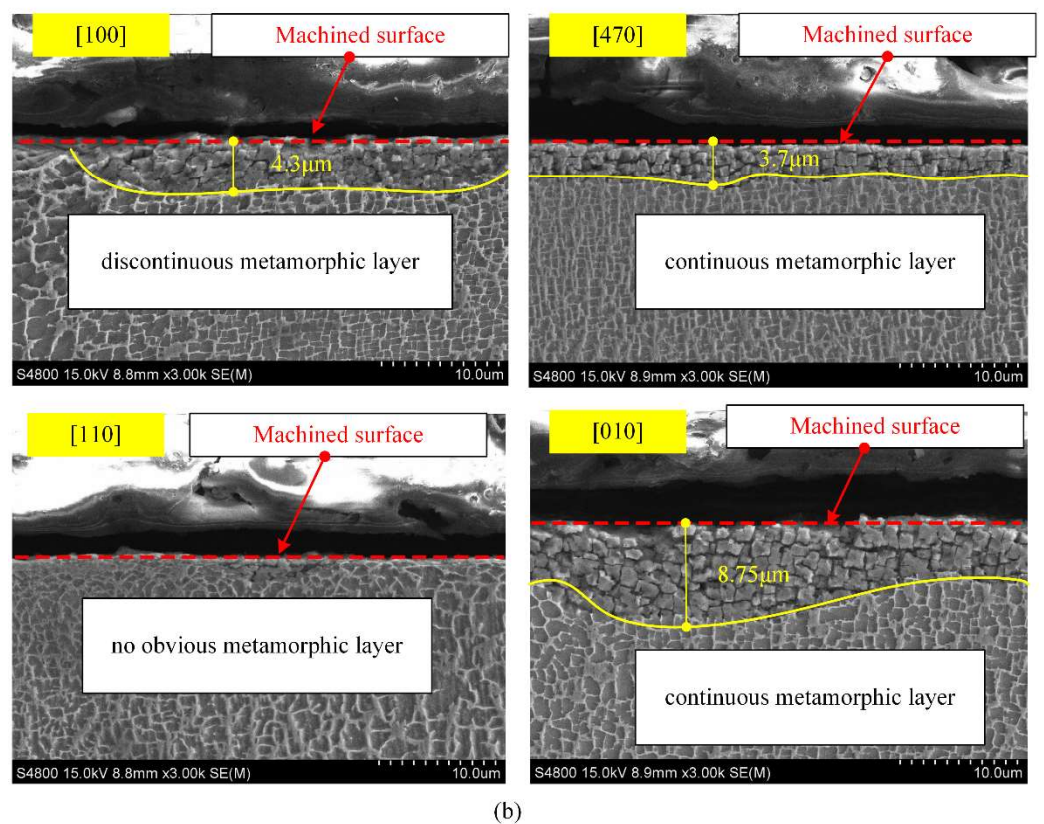 [100]
Machined surface
4.3μm
discontinuous metamorphic layer
S4800 15.0kV 8.8mm x3.00k SE(M)
10.0um
[470]
Machined surface
3.7μm
continuous metamorphic layer
S4800 15.0kV 8.9mm x3.00k SE(M)
10.0um
[110]
Machined surface
no obvious metamorphic layer
S4800 15.0kV 8.8mm x3.00k SE(M)
10.0um
[010]
Machined surface
8.75μm
continuous metamorphic layer
S4800 15.0kV 8.9mm x3.00k SE(M)
10.0um
(b)